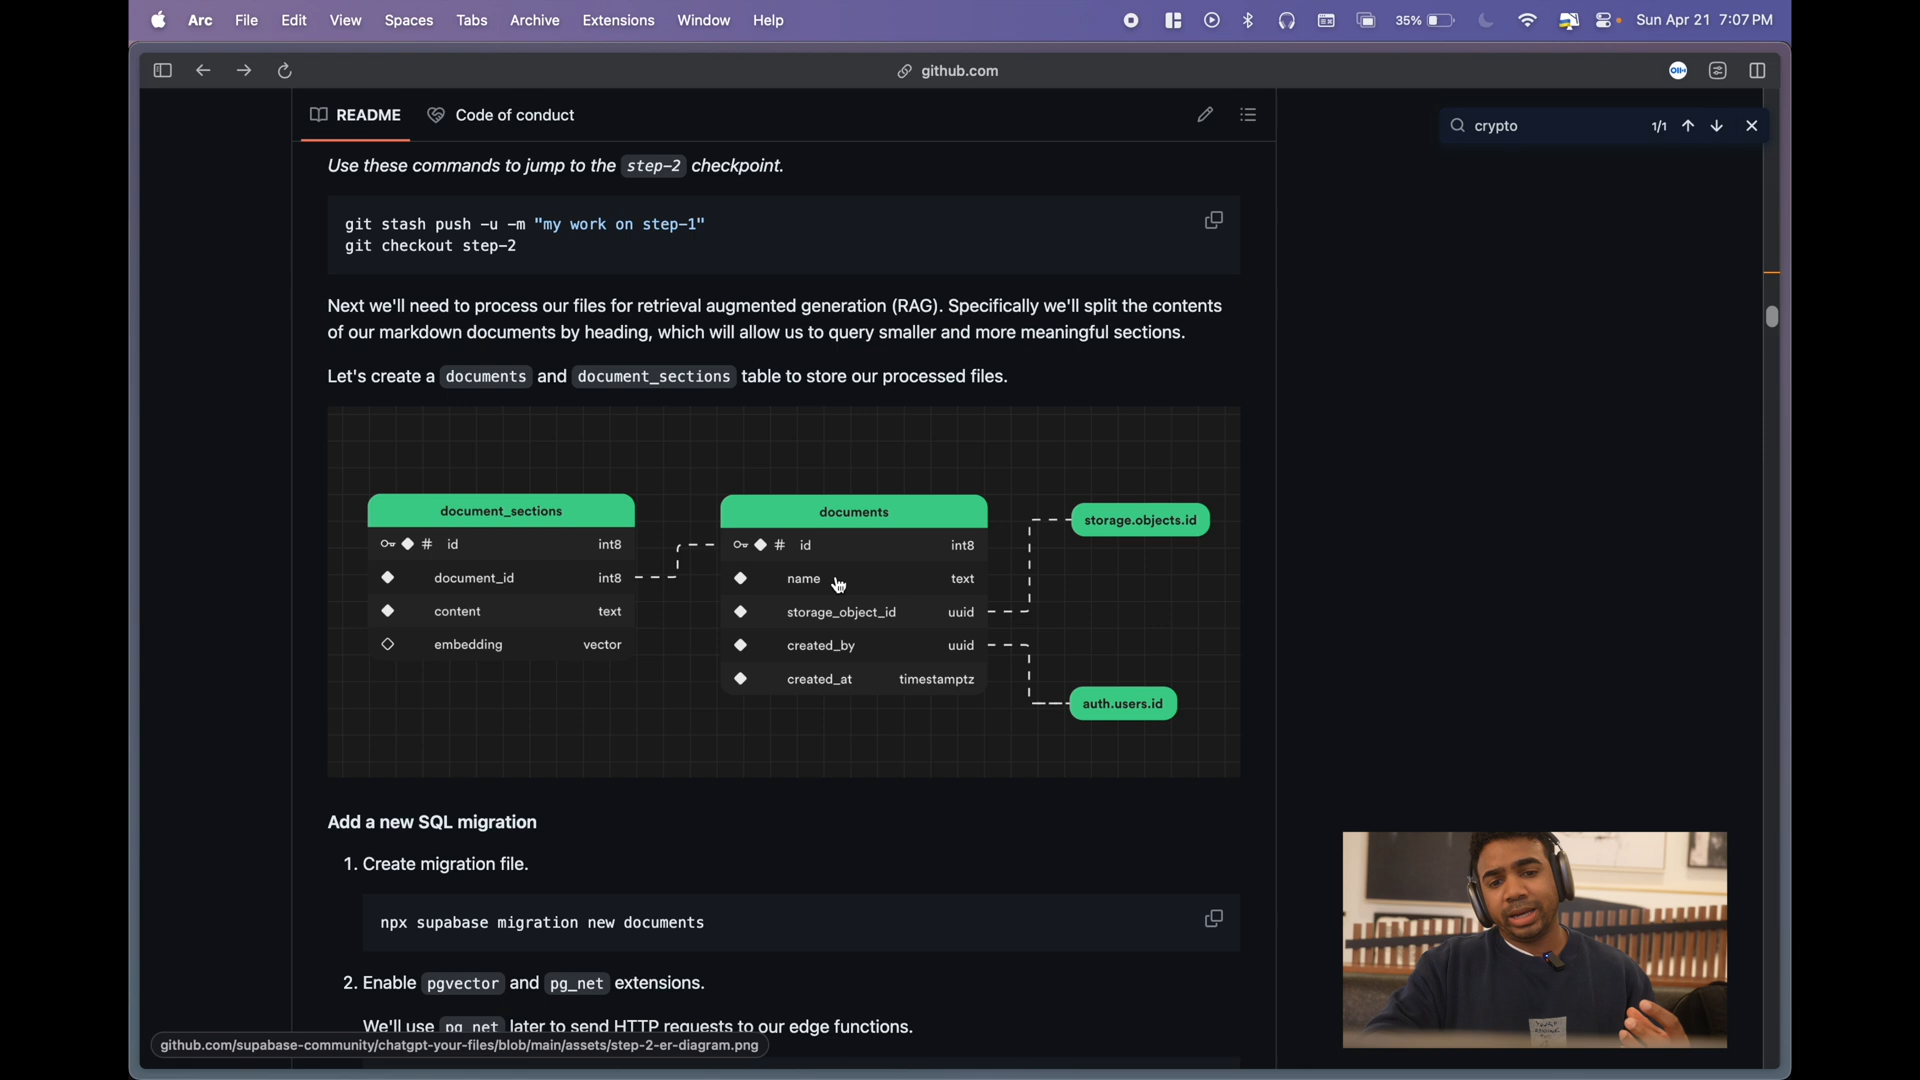 Arc File Edit View Spaces Tabs Archive Extensions Window Help 35% Sun Apr 21 7:07 PM
github.com
README Code of conduct
crypto 1/1
Use these commands to jump to the step-2 checkpoint.
git stash push -u -m "my work on step-1"
git checkout step-2
Next we'll need to process our files for retrieval augmented generation (RAG). Specifically we'll split the contents
of our markdown documents by heading, which will allow us to query smaller and more meaningful sections.
Let's create a documents and document_sections table to store our processed files.
document_sections
# id int8
document_id int8
content text
embedding vector
documents
# id int8
name text
storage_object_id uuid
created_by uuid
created_at timestamptz
storage.objects.id
auth.users.id
Add a new SQL migration
1. Create migration file.
npx supabase migration new documents
2. Enable pgvector and pg_net extensions.
We'll use pg_net later to send HTTP requests to our edge functions.
github.com/supabase-community/chatgpt-your-files/blob/main/assets/step-2-er-diagram.png